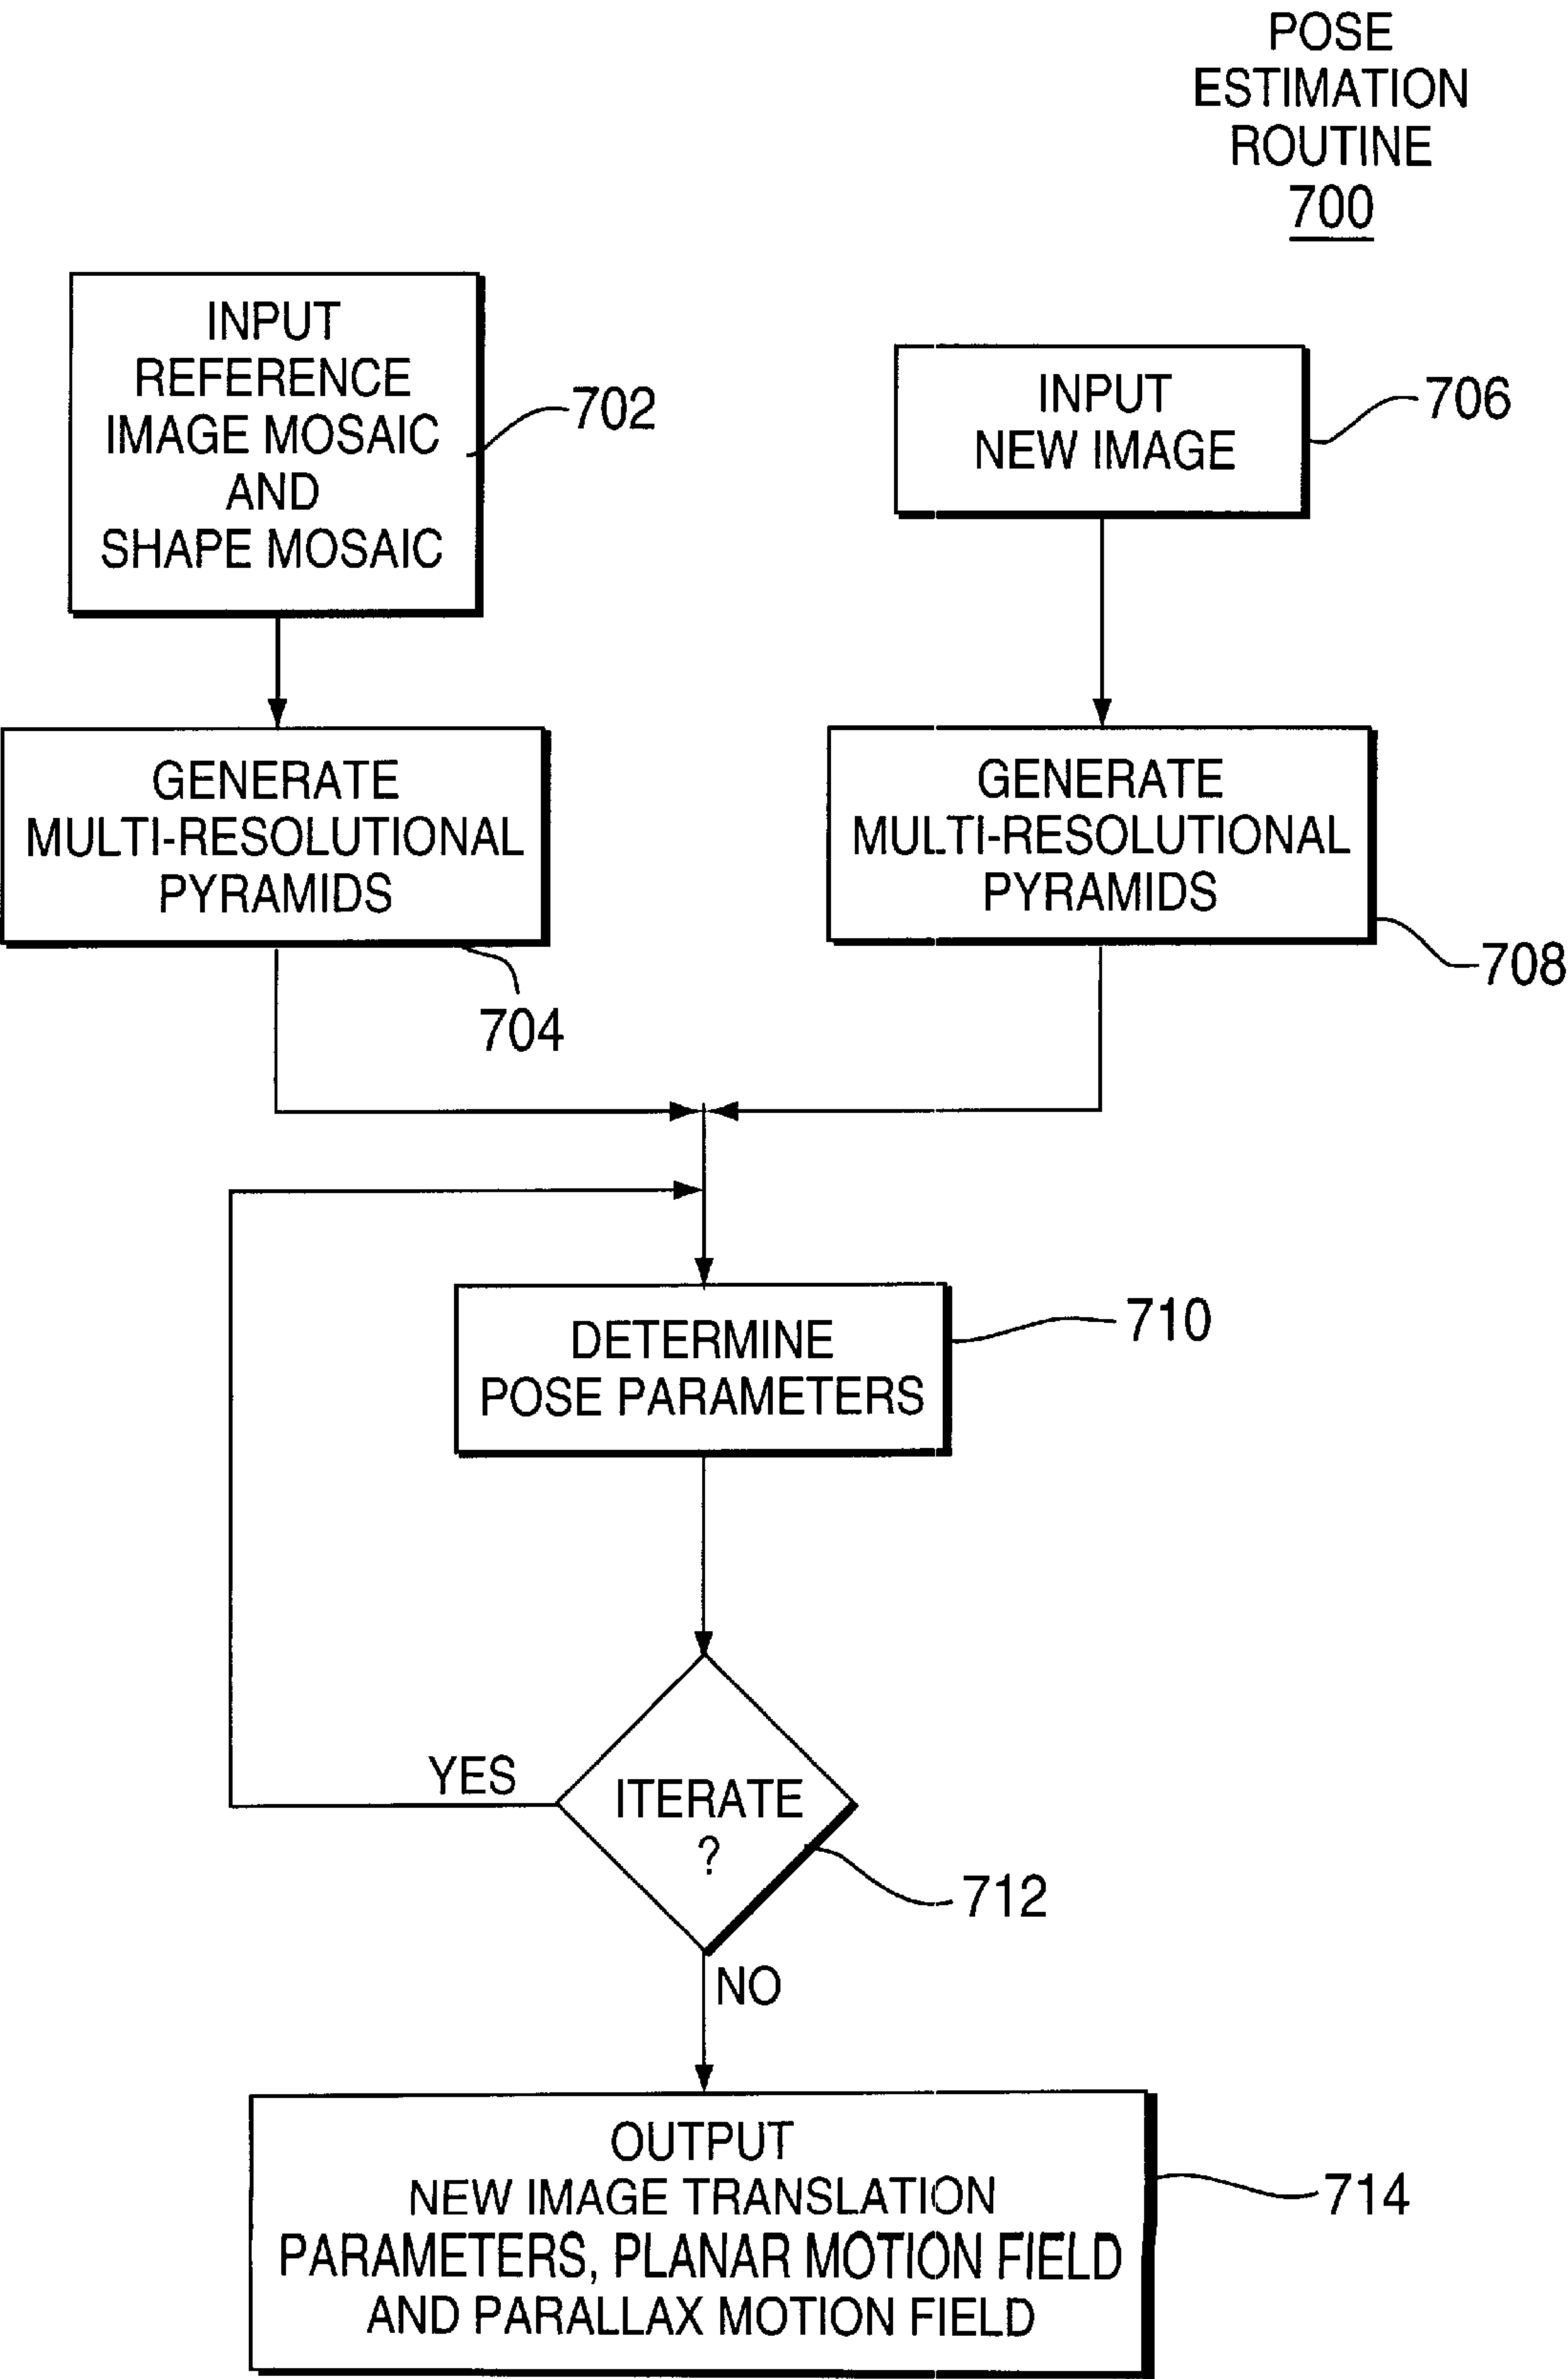 POSE
ESTIMATION
ROUTINE
700
INPUT
REFERENCE
IMAGE MOSAIC
AND
SHAPE MOSAIC
702
INPUT
NEW IMAGE
706
GENERATE
MULTI-RESOLUTIONAL
PYRAMIDS
704
GENERATE
MULTI-RESOLUTIONAL
PYRAMIDS
708
DETERMINE
POSE PARAMETERS
710
YES
ITERATE
?
712
NO
OUTPUT
NEW IMAGE TRANSLATION
PARAMETERS, PLANAR MOTION FIELD
AND PARALLAX MOTION FIELD
714